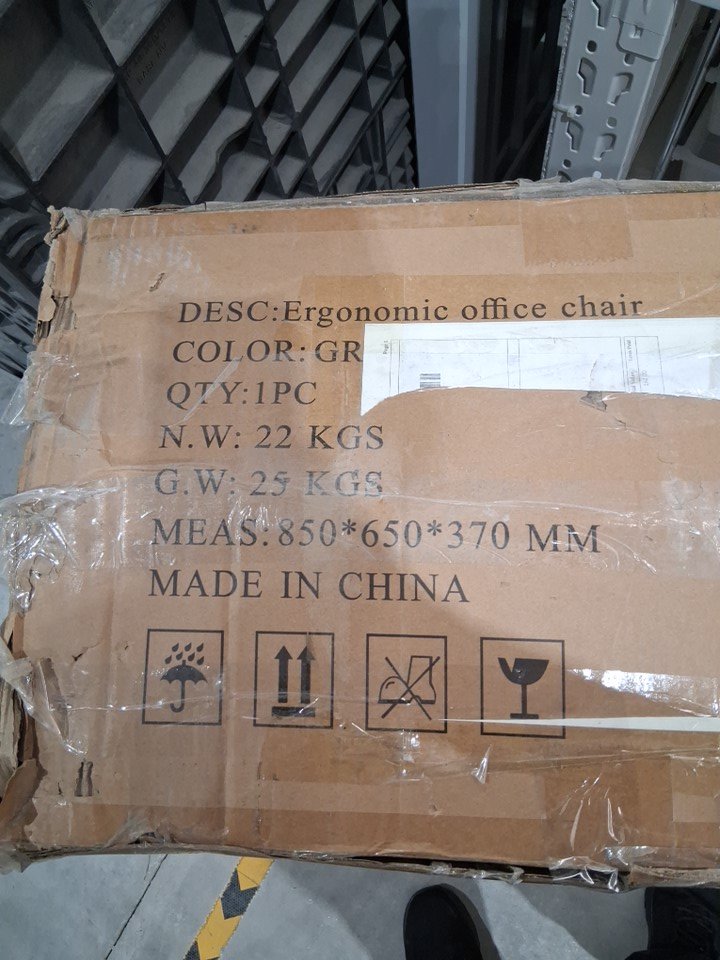 DESC:Ergonomic office chair
COLOR: GR
QTY:1PC
N.W: 22 KGS
G.W: 25 KGS
MEAS: 850*650*370 MM
MADE IN CHINA